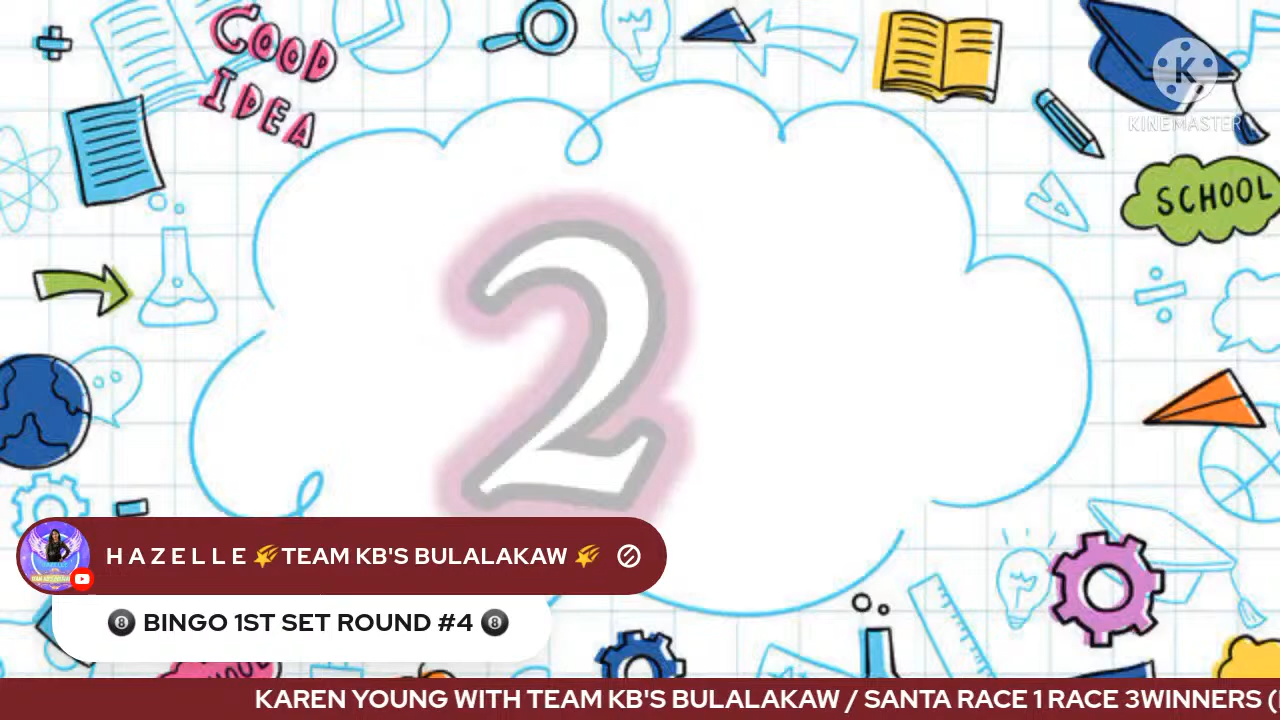 GOOD
IDEA
KINEMASTER
SCHOOL
2
H A Z E L L E 🌠TEAM KB'S BULALAKAW 🌠
🎱 BINGO 1ST SET ROUND #4 🎱
KAREN YOUNG WITH TEAM KB'S BULALAKAW / SANTA RACE 1 RACE 3WINNERS (